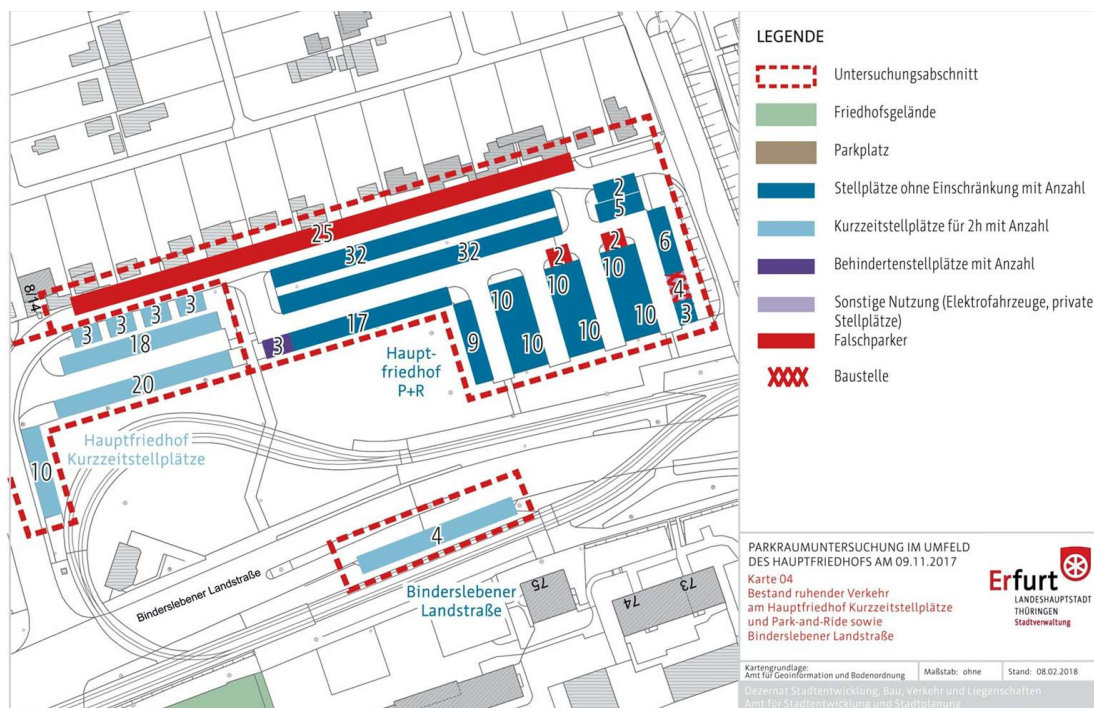 LEGENDE
Untersuchungsabschnitt
Friedhofsgelände
Parkplatz
Stellplätze ohne Einschränkung mit Anzahl
Kurzzeitstellplätze für 2h mit Anzahl
Behindertenstellplätze mit Anzahl
Sonstige Nutzung (Elektrofahrzeuge, private
Stellplätze)
Falschparker
Baustelle
25
32
32
2
5
6
4
3
2
2
10
10
10
10
10
10
9
17
3
8/14
3
3
3
3
18
20
10
Haupt-
friedhof
P+R
Hauptfriedhof
Kurzzeitstellplätze
4
Binderslebener Landstraße
Binderslebener
Landstraße
75
74
73
PARKRAUMUNTERSUCHUNG IM UMFELD
DES HAUPTFRIEDHOFS AM 09.11.2017
Karte 04
Bestand ruhender Verkehr
am Hauptfriedhof Kurzzeitstellplätze
und Park-and-Ride sowie
Binderslebener Landstraße
Erfurt
LANDESHAUPTSTADT
THÜRINGEN
Stadtverwaltung
Kartengrundlage:
Amt für Geoinformation und Bodenordnung
Maßstab: ohne
Stand: 08.02.2018
Dezernat Stadtentwicklung, Bau, Verkehr und Liegenschaften
Amt für Stadtentwicklung und Stadtplanung